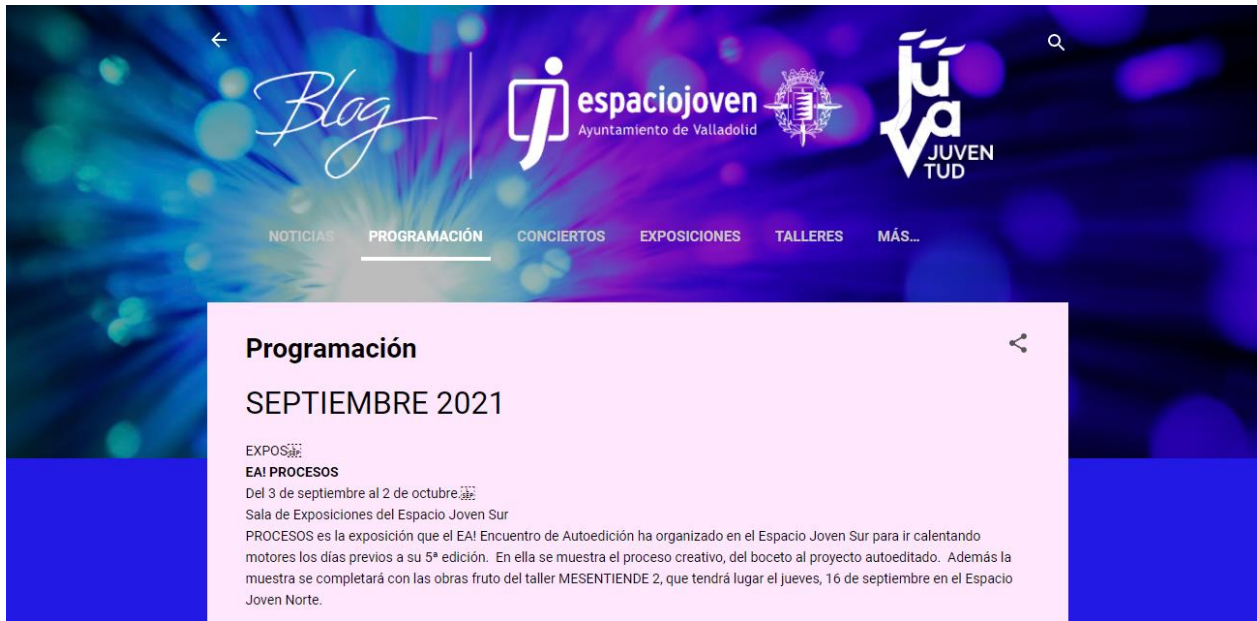 Blog
espaciojoven
Ayuntamiento de Valladolid
JUVA
JUVEN
TUD
NOTICIAS PROGRAMACIÓN CONCIERTOS EXPOSICIONES TALLERES MÁS...
Programación
SEPTIEMBRE 2021
EXPOS
EA! PROCESOS
Del 3 de septiembre al 2 de octubre.
Sala de Exposiciones del Espacio Joven Sur
PROCESOS es la exposición que el EA! Encuentro de Autoedición ha organizado en el Espacio Joven Sur para ir calentando
motores los días previos a su 5ª edición. En ella se muestra el proceso creativo, del boceto al proyecto autoeditado. Además la
muestra se completará con las obras fruto del taller MESENTIENDE 2, que tendrá lugar el jueves, 16 de septiembre en el Espacio
Joven Norte.